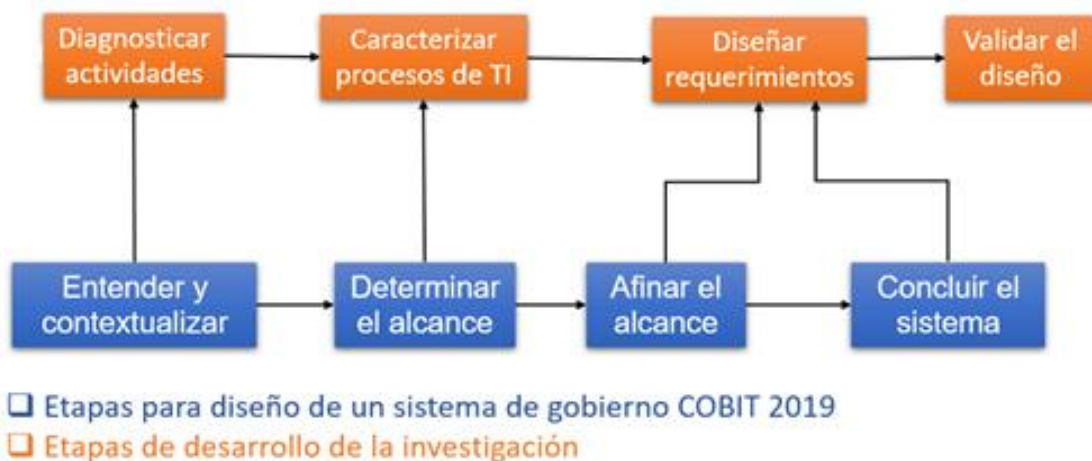 Diagnosticar
actividades
Caracterizar
procesos de TI
Diseñar
requerimientos
Validar el
diseño
Entender y
contextualizar
Determinar
el alcance
Afinar el
alcance
Concluir el
sistema
Etapas para diseño de un sistema de gobierno COBIT 2019
Etapas de desarrollo de la investigación